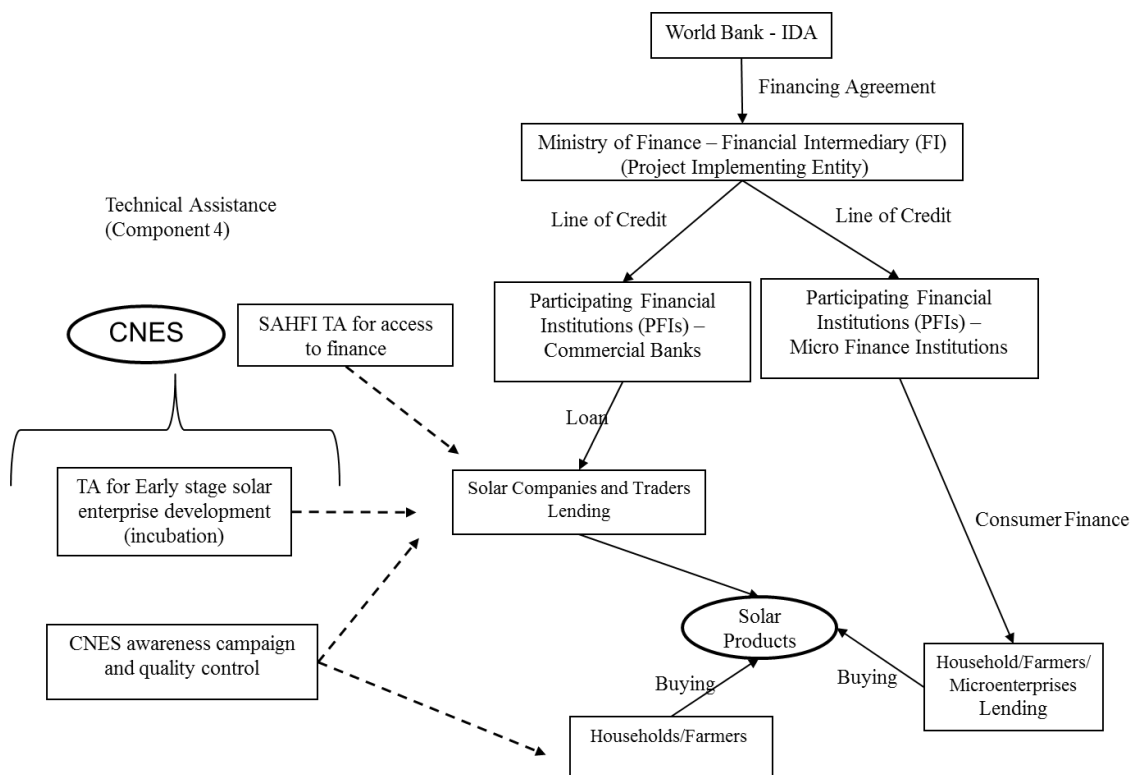 World Bank - IDA
Financing Agreement
Ministry of Finance – Financial Intermediary (FI)
(Project Implementing Entity)
Technical Assistance
(Component 4)
Line of Credit
Line of Credit
CNES
SAHFI TA for access
to finance
Participating Financial
Institutions (PFIs) –
Commercial Banks
Participating Financial
Institutions (PFIs) –
Micro Finance Institutions
Loan
TA for Early stage solar
enterprise development
(incubation)
Solar Companies and Traders
Lending
Consumer Finance
CNES awareness campaign
and quality control
Solar
Products
Buying
Buying
Household/Farmers/
Microenterprises
Lending
Households/Farmers